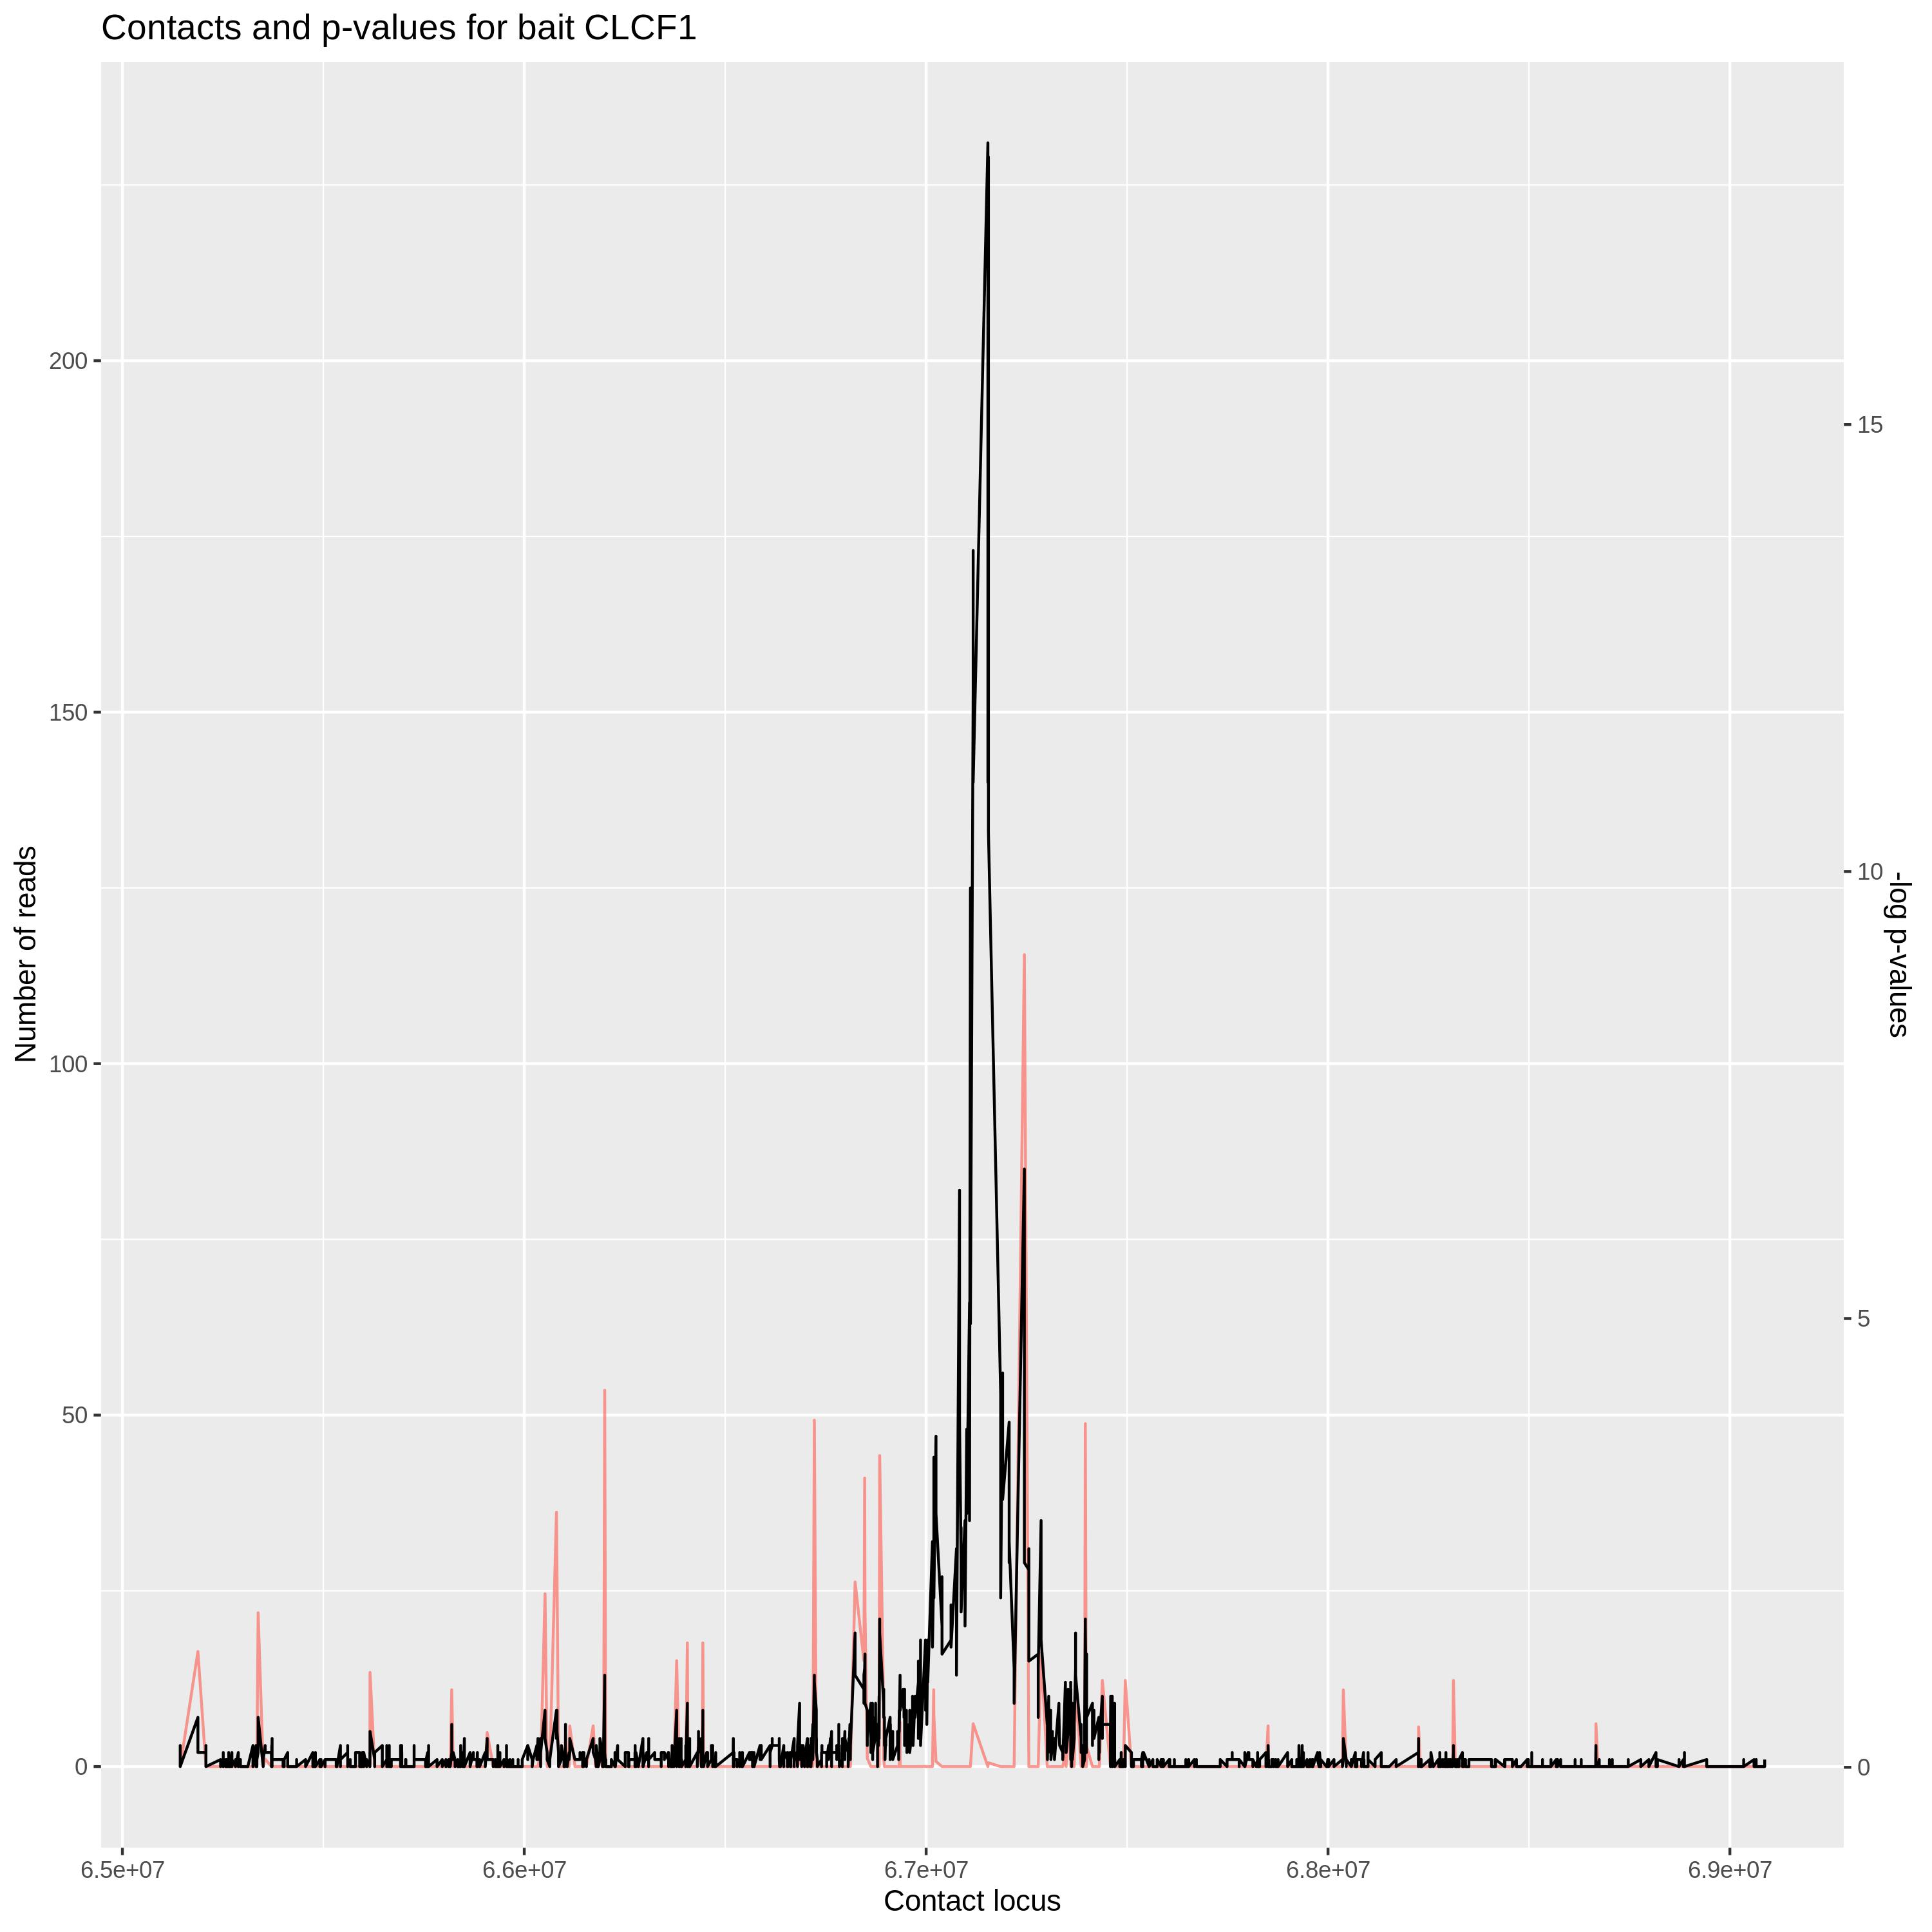 Contacts and p-values for bait CLCF1
Number of reads
200
150
100
50
0
15
10
5
0
-log p-values
6.5e+07
6.6e+07
6.7e+07
6.8e+07
6.9e+07
Contact locus